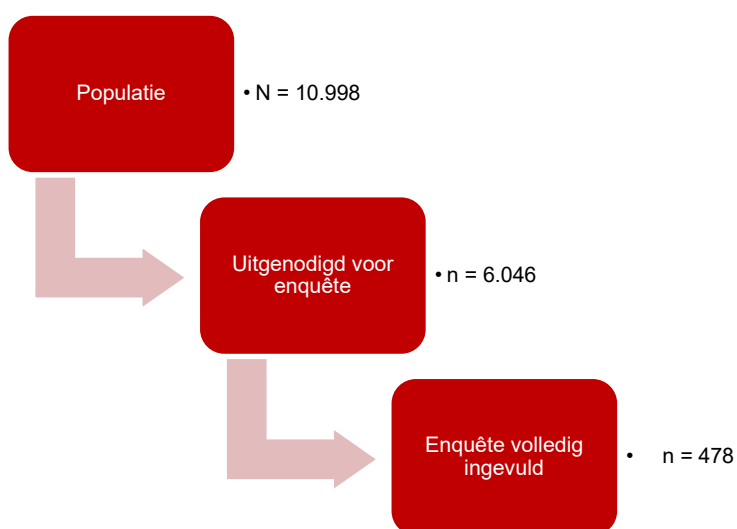 Populatie
• N = 10.998
Uitgenodigd voor
enquête
• n = 6.046
Enquête volledig
ingevuld
• n = 478